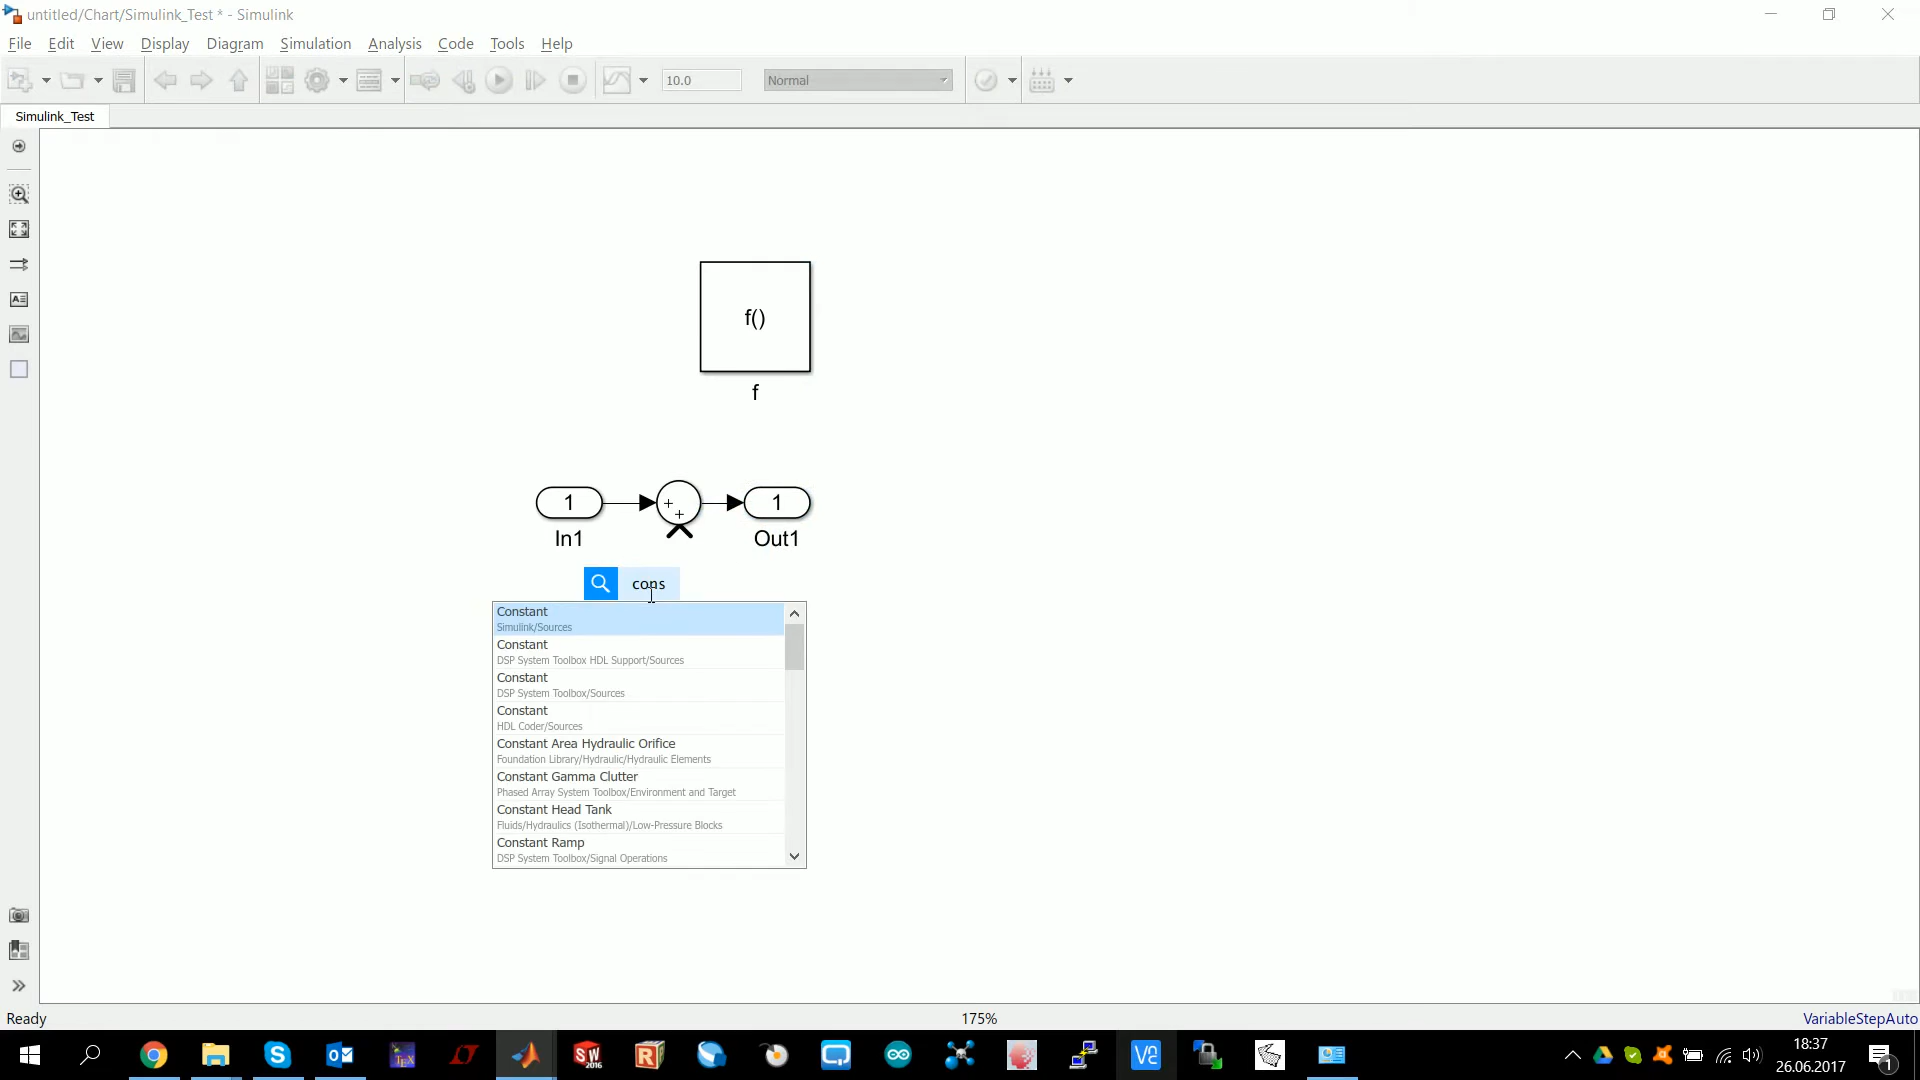 untitled/Chart/Simulink_Test * - Simulink
File Edit View Display Diagram Simulation Analysis Code Tools Help
10.0 Normal
Simulink_Test
f()
f
1 + + 1
In1 Out1
cons
Constant
Simulink/Sources
Constant
DSP System Toolbox HDL Support/Sources
Constant
DSP System Toolbox/Sources
Constant
HDL Coder/Sources
Constant Area Hydraulic Orifice
Foundation Library/Hydraulic/Hydraulic Elements
Constant Gamma Clutter
Phased Array System Toolbox/Environment and Target
Constant Head Tank
Fluids/Hydraulics (Isothermal)/Low-Pressure Blocks
Constant Ramp
DSP System Toolbox/Signal Operations
Ready 175% VariableStepAuto
18:37
26.06.2017
1